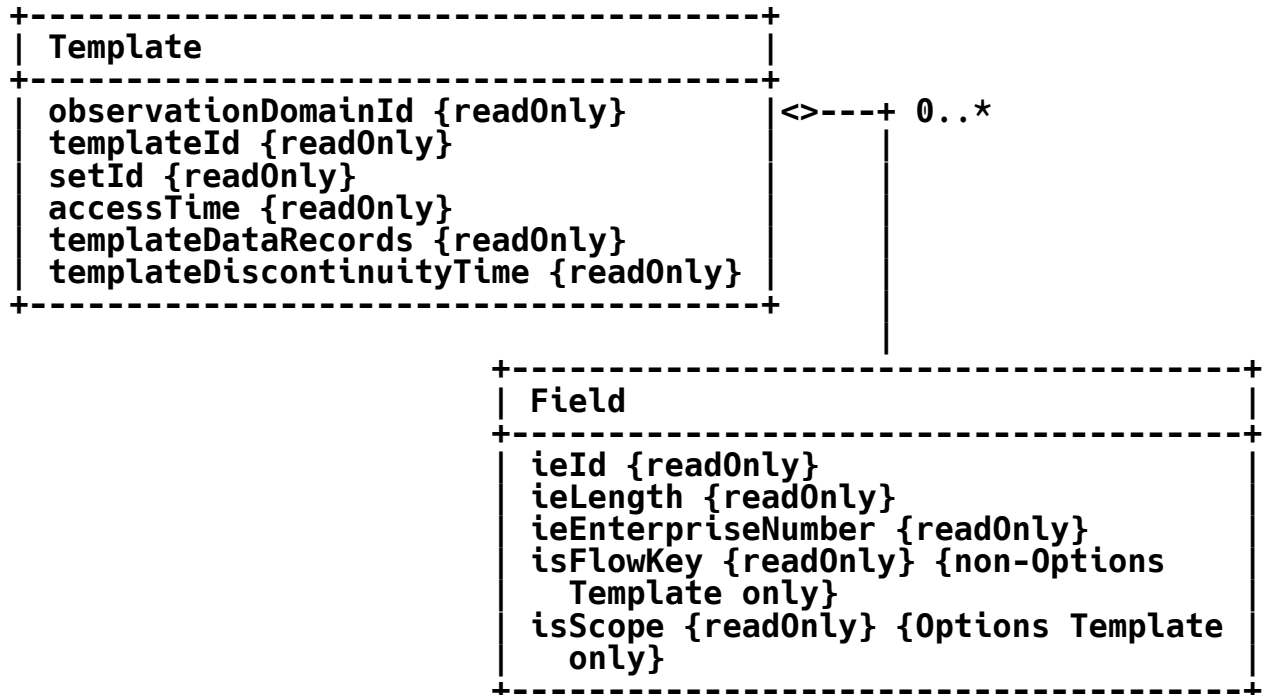 Template
observationDomainId {readOnly} <>---+ 0..*
templateId {readOnly}
setId {readOnly}
accessTime {readOnly}
templateDataRecords {readOnly}
templateDiscontinuityTime {readOnly}
Field
ieId {readOnly}
ieLength {readOnly}
ieEnterpriseNumber {readOnly}
isFlowKey {readOnly} {non-Options
Template only}
isScope {readOnly} {Options Template
only}